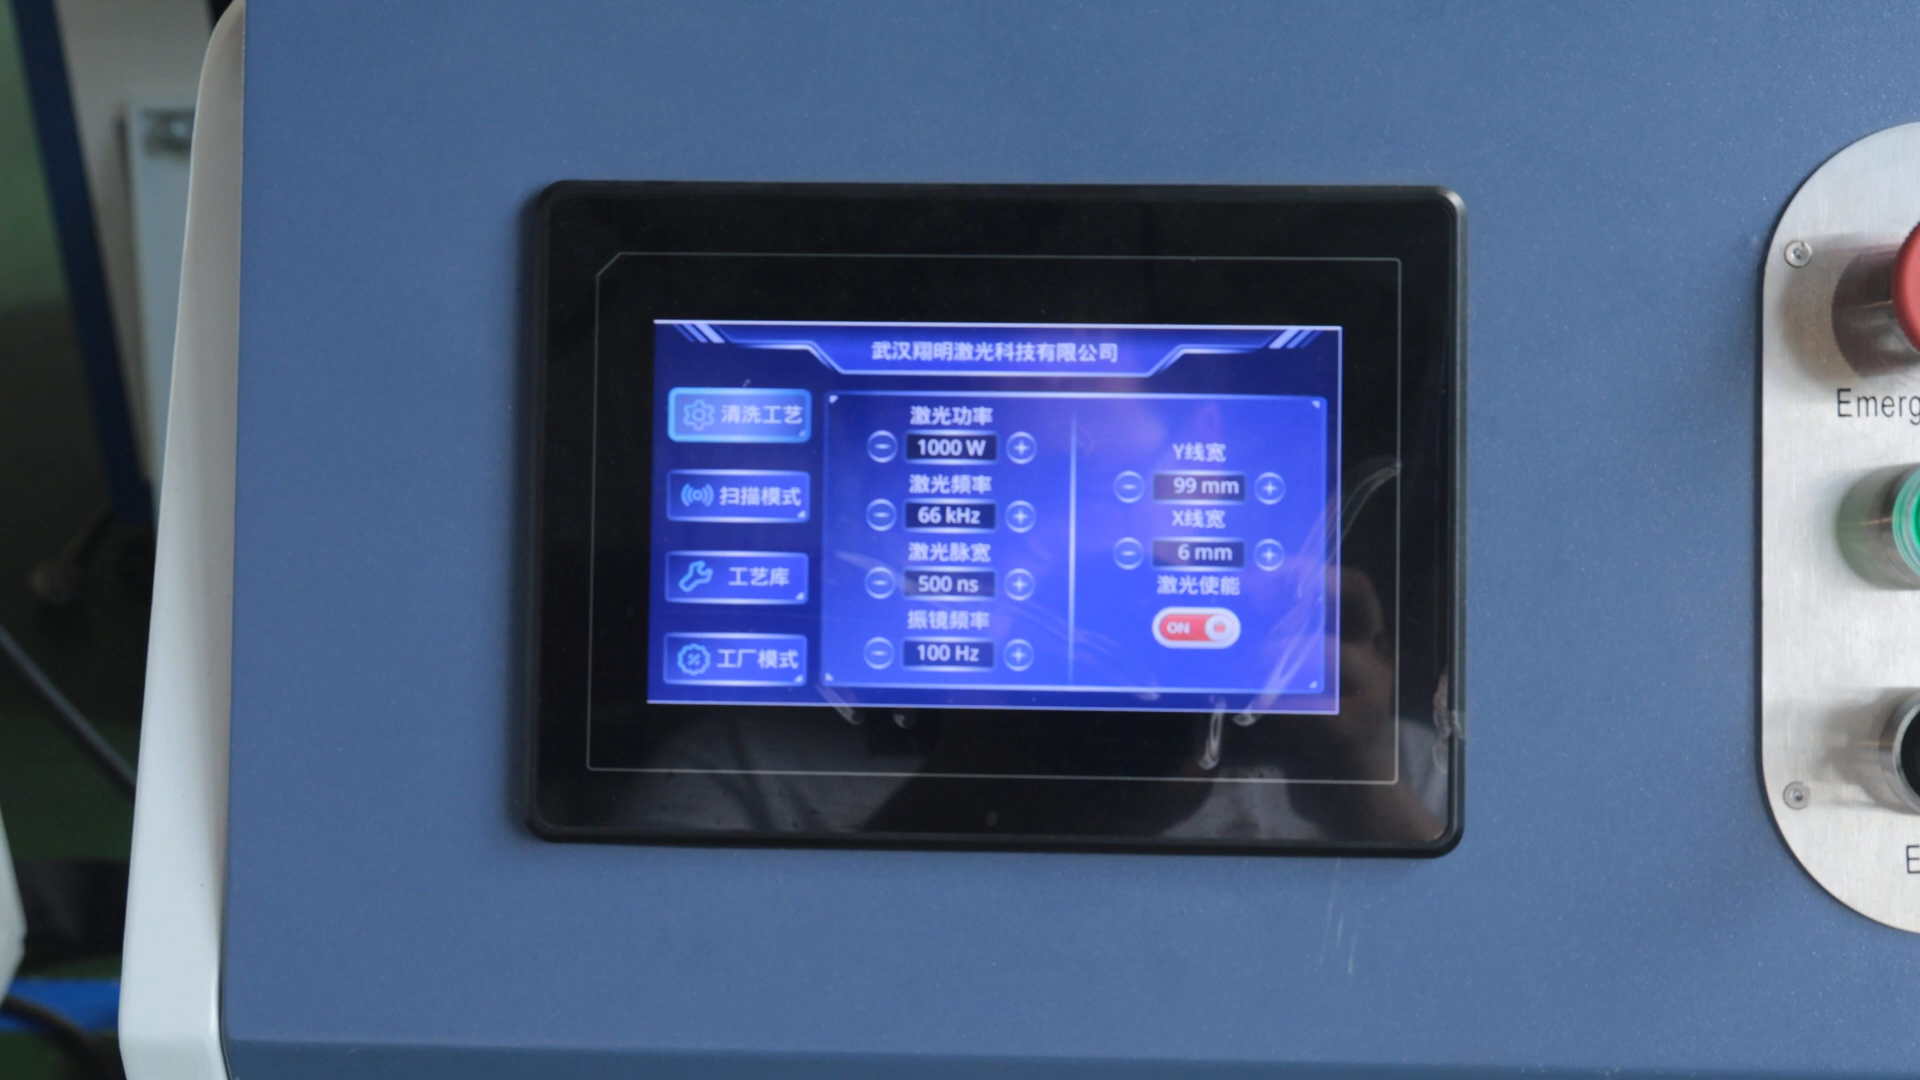 武汉翔明激光科技有限公司
清洗工艺
扫描模式
工艺库
工厂模式
激光功率
1000 W
激光频率
66 kHz
激光脉宽
500 ns
振镜频率
100 Hz
Y线宽
99 mm
X线宽
6 mm
激光使能
ON
Emerg
E